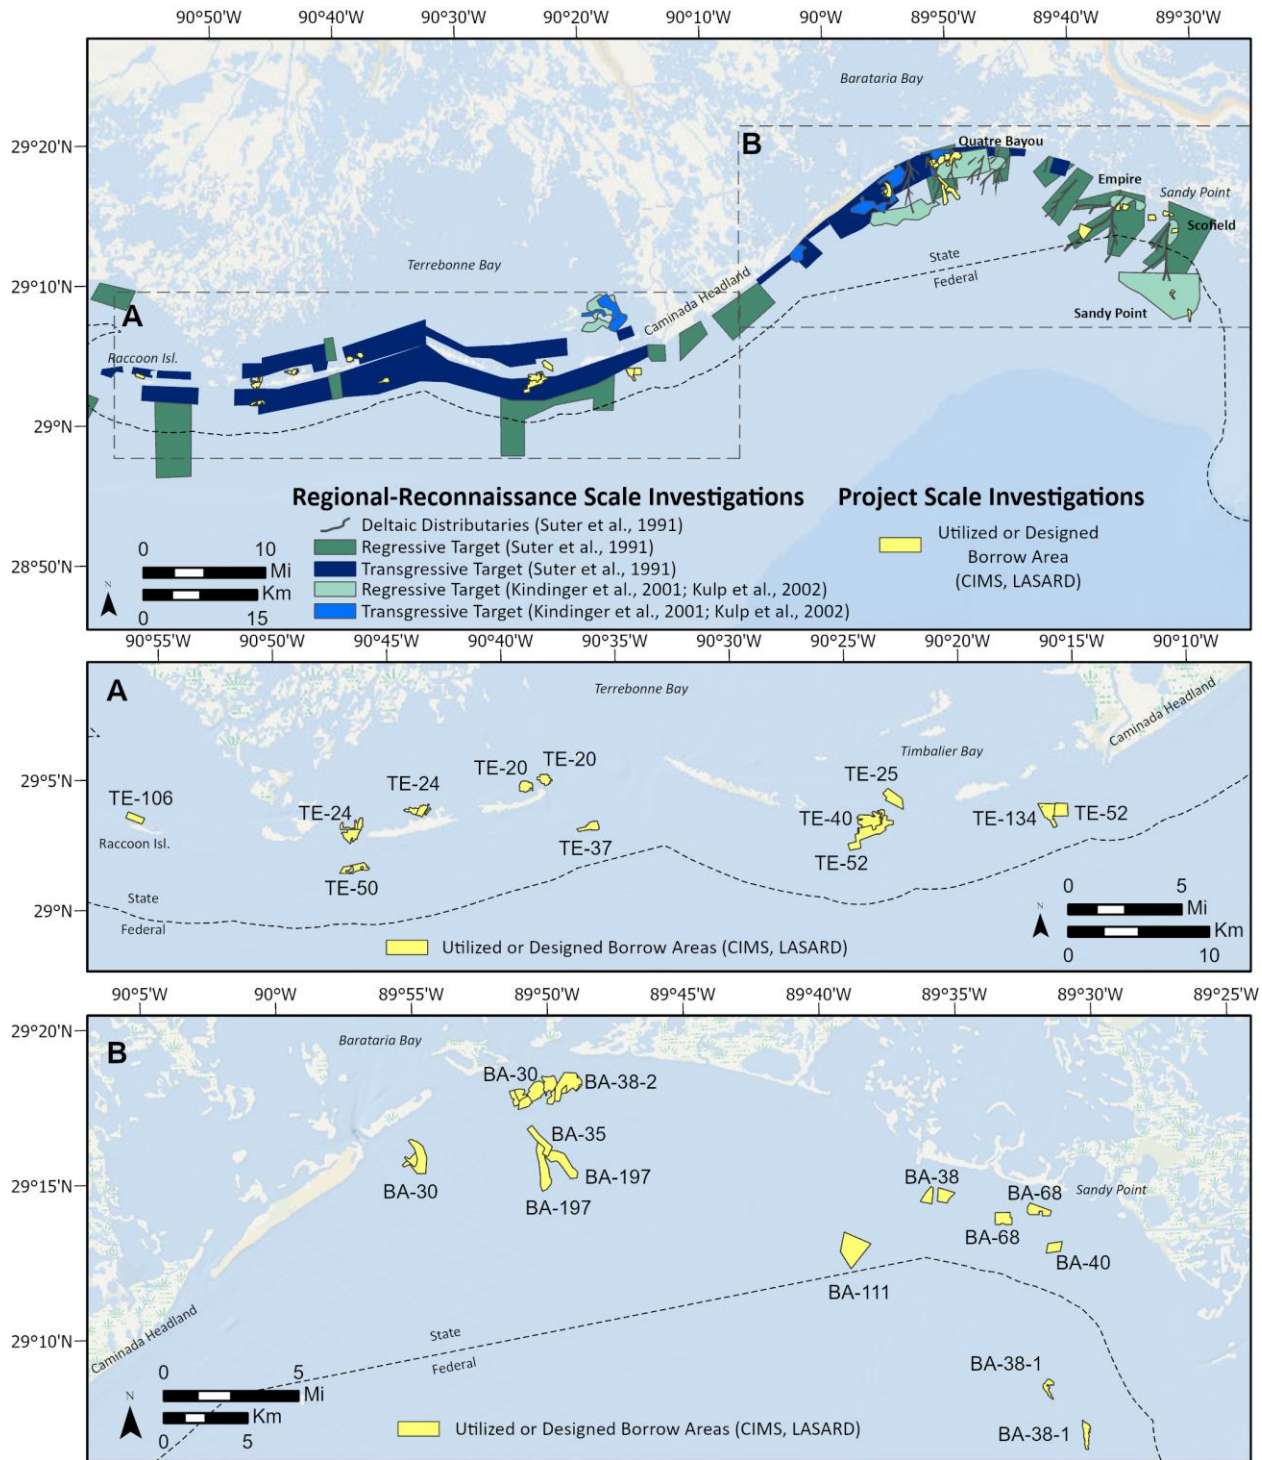 90°50'W 90°40'W 90°30'W 90°20'W 90°10'W 90°W 89°50'W 89°40'W 89°30'W
Barataria Bay
29°20'N
B
Quatre Bayou
Empire
Sandy Point
Scofield
State
Federal
Terrebonne Bay
29°10'N
Caminada Headland
Sandy Point
A
Raccoon Isl.
29°N
Regional-Reconnaissance Scale Investigations
Deltaic Distributaries (Suter et al., 1991)
Regressive Target (Suter et al., 1991)
Transgressive Target (Suter et al., 1991)
Regressive Target (Kindinger et al., 2001; Kulp et al., 2002)
Transgressive Target (Kindinger et al., 2001; Kulp et al., 2002)
Project Scale Investigations
Utilized or Designed
Borrow Area
(CIMS, LASARD)
0 10
Mi
Km
0 15
N
28°50'N
90°55'W 90°50'W 90°45'W 90°40'W 90°35'W 90°30'W 90°25'W 90°20'W 90°15'W 90°10'W
A
Terrebonne Bay
Caminada Headland
Timbalier Bay
29°5'N
TE-106
Raccoon Isl.
TE-24
TE-24
TE-20
TE-20
TE-37
TE-50
TE-25
TE-40
TE-52
TE-134
TE-52
State
Federal
29°N
Utilized or Designed Borrow Areas (CIMS, LASARD)
N
0 5
Mi
Km
0 10
90°5'W 90°W 89°55'W 89°50'W 89°45'W 89°40'W 89°35'W 89°30'W 89°25'W
29°20'N
B
Barataria Bay
BA-30
BA-38-2
BA-35
BA-197
BA-197
BA-30
29°15'N
BA-38
BA-68
Sandy Point
BA-68
BA-40
BA-111
29°10'N
Caminada Headland
State
Federal
BA-38-1
BA-38-1
N
0 5
Mi
Km
0 5
Utilized or Designed Borrow Areas (CIMS, LASARD)